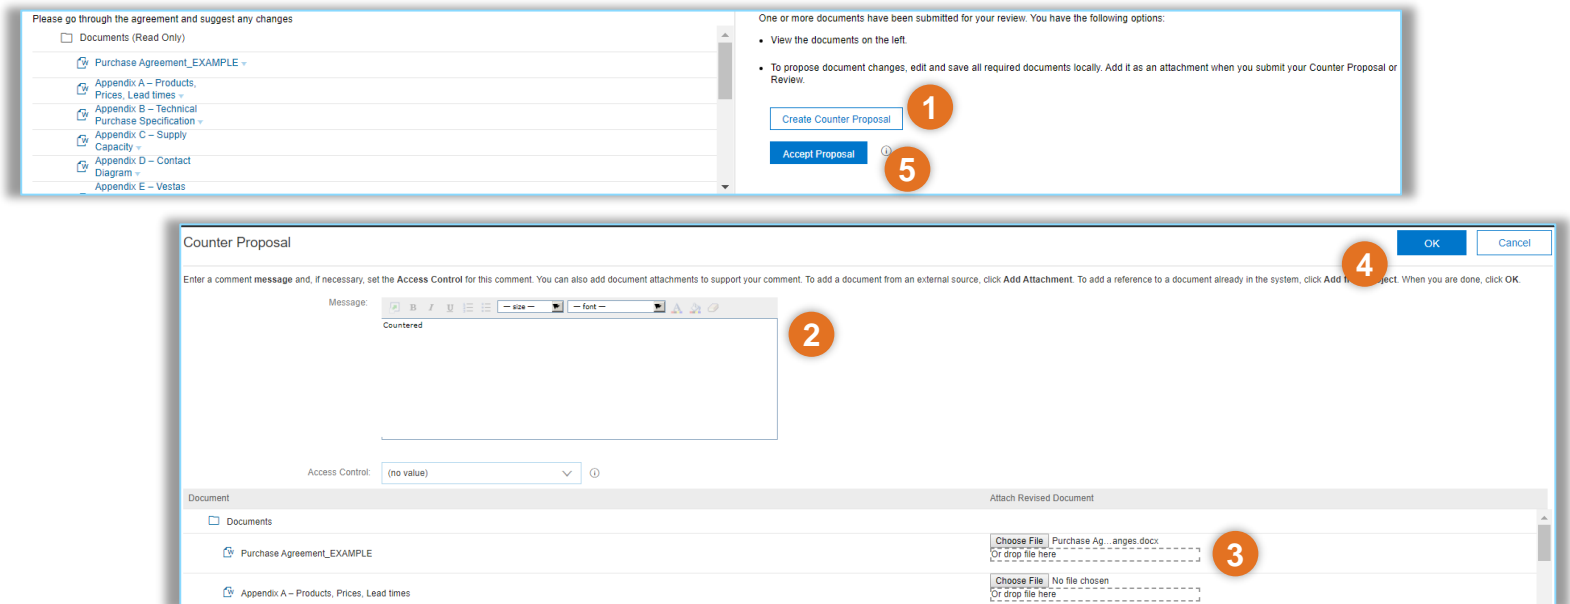 Please go through the agreement and suggest any changes
Documents (Read Only)
Purchase Agreement_EXAMPLE
Appendix A – Products,
Prices, Lead times
Appendix B – Technical
Purchase Specification
Appendix C – Supply
Capacity
Appendix D – Contact
Diagram
Appendix E – Vestas
One or more documents have been submitted for your review. You have the following options:
• View the documents on the left.
• To propose document changes, edit and save all required documents locally. Add it as an attachment when you submit your Counter Proposal or
Review.
Create Counter Proposal
1
Accept Proposal
5
Counter Proposal
OK
Cancel
4
Enter a comment message and, if necessary, set the Access Control for this comment. You can also add document attachments to support your comment. To add a document from an external source, click Add Attachment. To add a reference to a document already in the system, click Add ject. When you are done, click OK.
Message:
B I U — size — — font — A
Countered
2
Access Control: (no value)
Document Attach Revised Document
Documents
Purchase Agreement_EXAMPLE
Choose File Purchase Ag...anges.docx
Or drop file here
3
Appendix A – Products, Prices, Lead times
Choose File No file chosen
Or drop file here